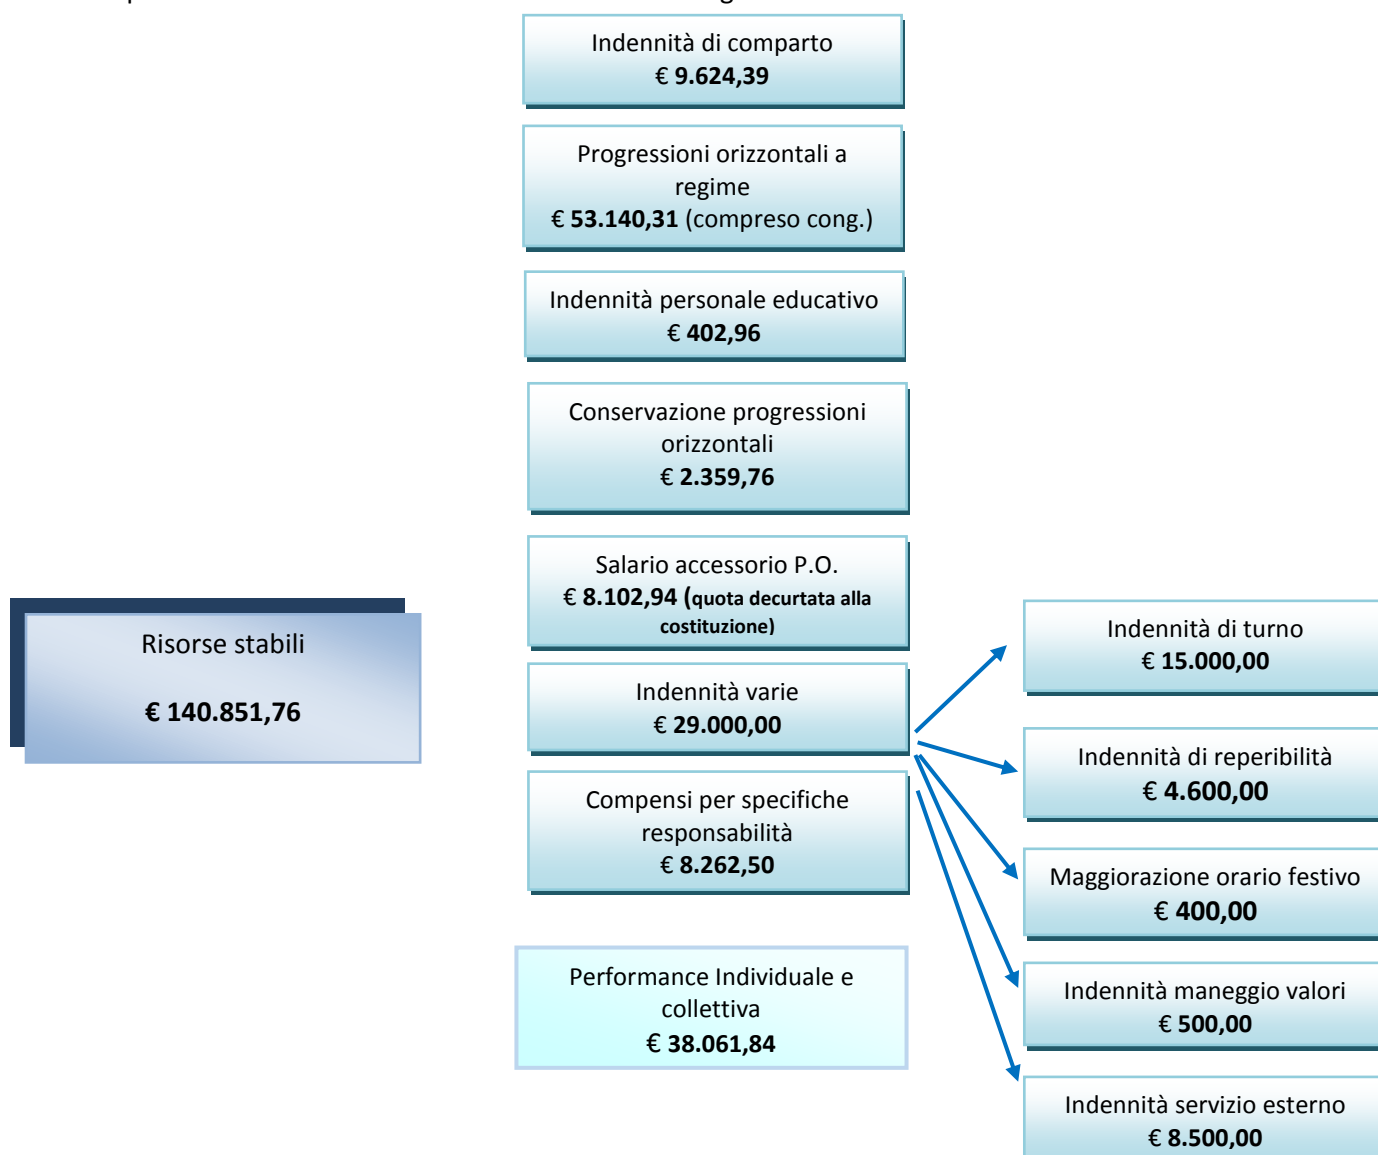 Indennità di comparto
€ 9.624,39
Progressioni orizzontali a
regime
€ 53.140,31 (compreso cong.)
Indennità personale educativo
€ 402,96
Conservazione progressioni
orizzontali
€ 2.359,76
Salario accessorio P.O.
€ 8.102,94 (quota decurtata alla
costituzione)
Risorse stabili
€ 140.851,76
Indennità varie
€ 29.000,00
Compensi per specifiche
responsabilità
€ 8.262,50
Performance Individuale e
collettiva
€ 38.061,84
Indennità di turno
€ 15.000,00
Indennità di reperibilità
€ 4.600,00
Maggiorazione orario festivo
€ 400,00
Indennità maneggio valori
€ 500,00
Indennità servizio esterno
€ 8.500,00